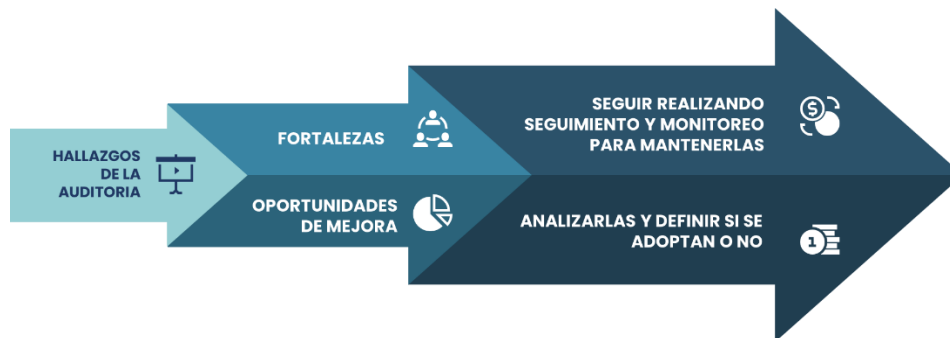 HALLAZGOS
DE LA
AUDITORIA
FORTALEZAS
OPORTUNIDADES
DE MEJORA
SEGUIR REALIZANDO
SEGUIMIENTO Y MONITOREO
PARA MANTENERLAS
$
ANALIZARLAS Y DEFINIR SI SE
ADOPTAN O NO
1